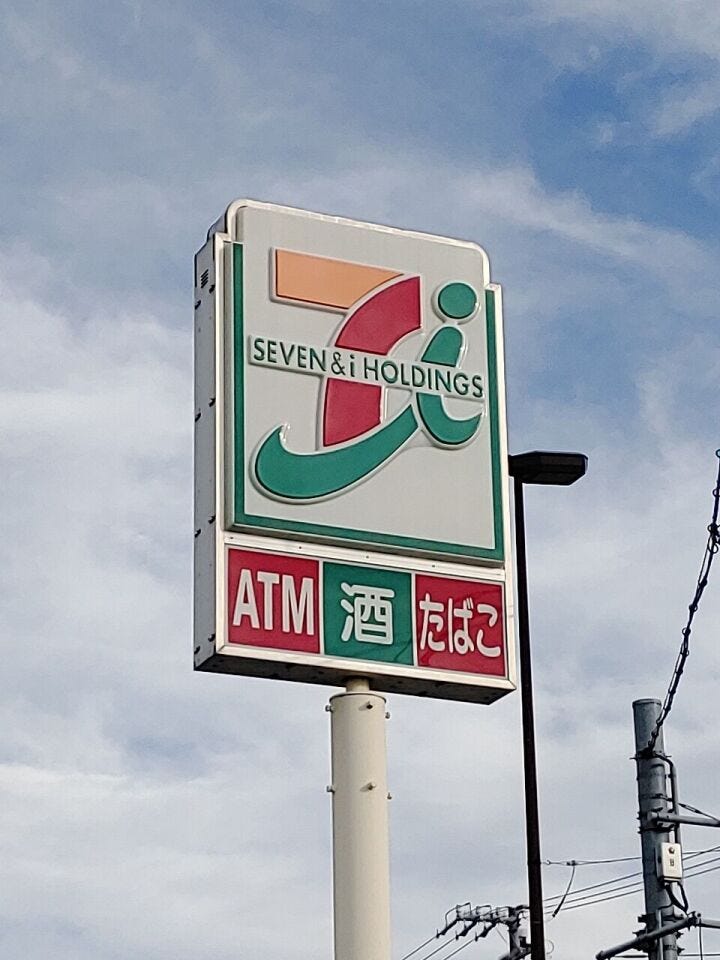 SEVEN & i HOLDINGS
ATM 酒 たばこ